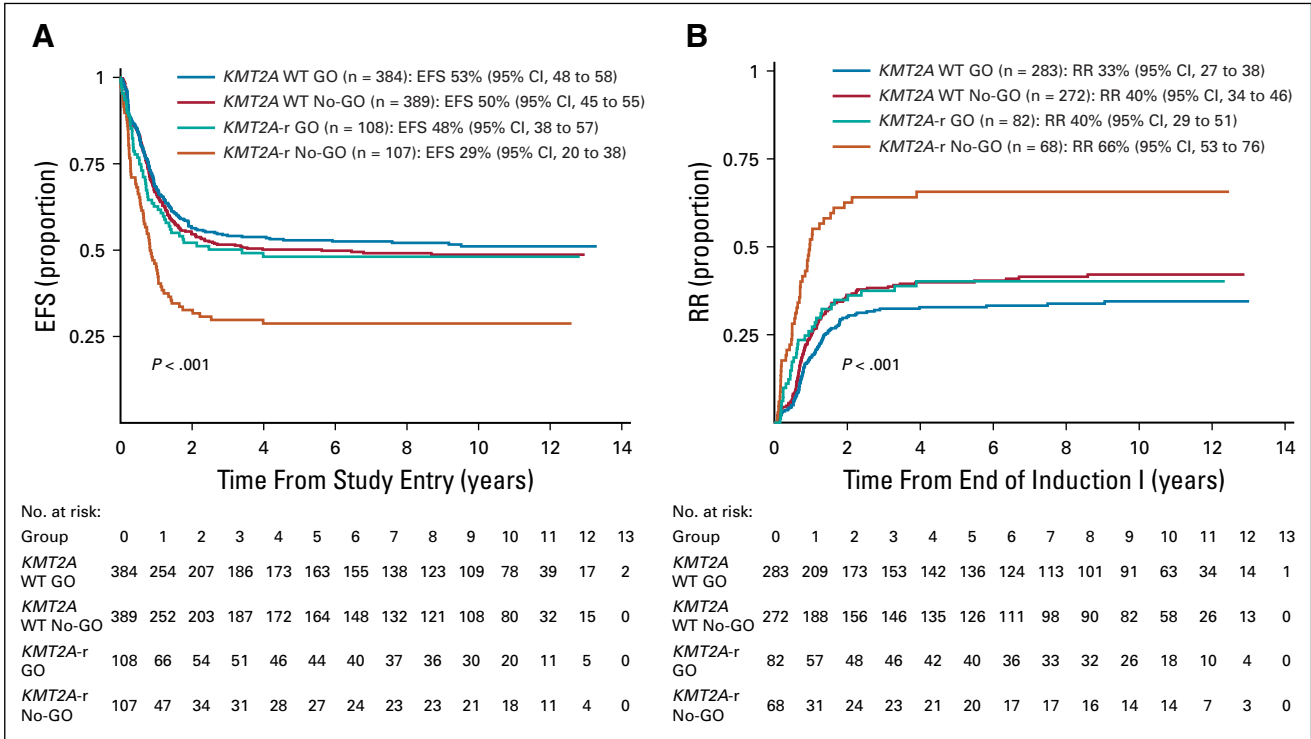 A
KMT2A WT GO (n = 384): EFS 53% (95% CI, 48 to 58)
KMT2A WT No-GO (n = 389): EFS 50% (95% CI, 45 to 55)
KMT2A-r GO (n = 108): EFS 48% (95% CI, 38 to 57)
KMT2A-r No-GO (n = 107): EFS 29% (95% CI, 20 to 38)
1
0.75
0.5
0.25
EFS (proportion)
P < .001
0 2 4 6 8 10 12 14
Time From Study Entry (years)
No. at risk:
Group 0 1 2 3 4 5 6 7 8 9 10 11 12 13
KMT2A
WT GO 384 254 207 186 173 163 155 138 123 109 78 39 17 2
KMT2A
WT No-GO 389 252 203 187 172 164 148 132 121 108 80 32 15 0
KMT2A-r
GO 108 66 54 51 46 44 40 37 36 30 20 11 5 0
KMT2A-r
No-GO 107 47 34 31 28 27 24 23 23 21 18 11 4 0
B
KMT2A WT GO (n = 283): RR 33% (95% CI, 27 to 38)
KMT2A WT No-GO (n = 272): RR 40% (95% CI, 34 to 46)
KMT2A-r GO (n = 82): RR 40% (95% CI, 29 to 51)
KMT2A-r No-GO (n = 68): RR 66% (95% CI, 53 to 76)
1
0.75
0.5
0.25
RR (proportion)
P < .001
0 2 4 6 8 10 12 14
Time From End of Induction I (years)
No. at risk:
Group 0 1 2 3 4 5 6 7 8 9 10 11 12 13
KMT2A
WT GO 283 209 173 153 142 136 124 113 101 91 63 34 14 1
KMT2A
WT No-GO 272 188 156 146 135 126 111 98 90 82 58 26 13 0
KMT2A-r
GO 82 57 48 46 42 40 36 33 32 26 18 10 4 0
KMT2A-r
No-GO 68 31 24 23 21 20 17 17 16 14 14 7 3 0